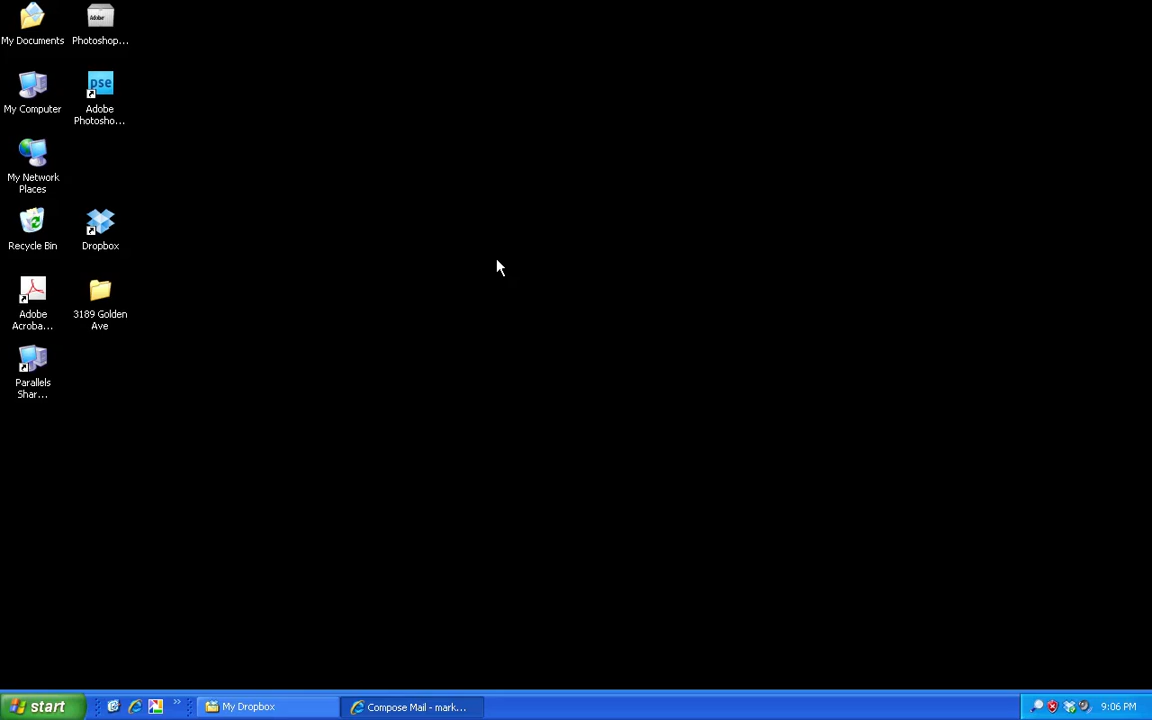 My Documents
Photoshop...
Adobe
pse
My Computer
Adobe
Photosho...
My Network
Places
Recycle Bin
Dropbox
Adobe
Acroba...
3189 Golden
Ave
Parallels
Shar...
start
My Dropbox
Compose Mail - mark...
9:06 PM